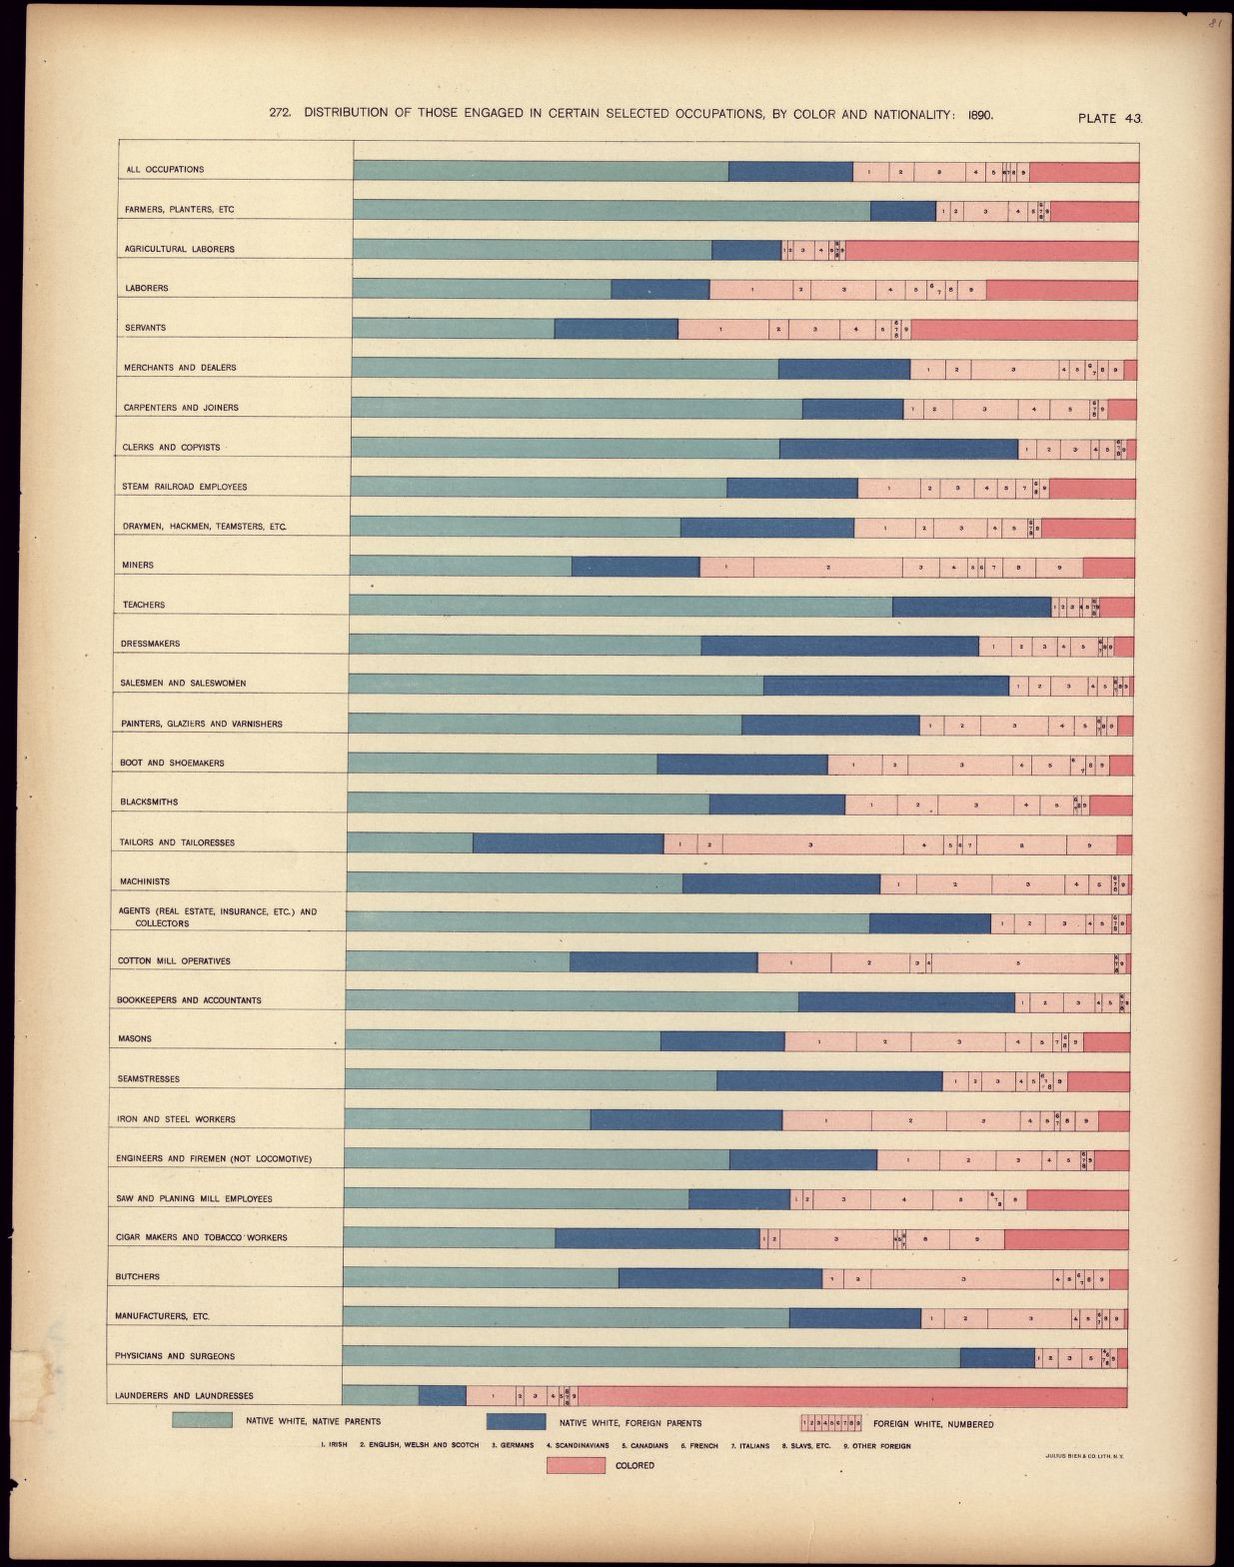 81
272. DISTRIBUTION OF THOSE ENGAGED IN CERTAIN SELECTED OCCUPATIONS, BY COLOR AND NATIONALITY: 1890.
PLATE 43.
ALL OCCUPATIONS
FARMERS, PLANTERS, ETC
AGRICULTURAL LABORERS
LABORERS
SERVANTS
MERCHANTS AND DEALERS
CARPENTERS AND JOINERS
CLERKS AND COPYISTS
STEAM RAILROAD EMPLOYEES
DRAYMEN, HACKMEN, TEAMSTERS, ETC.
MINERS
TEACHERS
DRESSMAKERS
SALESMEN AND SALESWOMEN
PAINTERS, GLAZIERS AND VARNISHERS
BOOT AND SHOEMAKERS
BLACKSMITHS
TAILORS AND TAILORESSES
MACHINISTS
AGENTS (REAL ESTATE, INSURANCE, ETC.) AND
COLLECTORS
COTTON MILL OPERATIVES
BOOKKEEPERS AND ACCOUNTANTS
MASONS
SEAMSTRESSES
IRON AND STEEL WORKERS
ENGINEERS AND FIREMEN (NOT LOCOMOTIVE)
SAW AND PLANING MILL EMPLOYEES
CIGAR MAKERS AND TOBACCO WORKERS
BUTCHERS
MANUFACTURERS, ETC.
PHYSICIANS AND SURGEONS
LAUNDERERS AND LAUNDRESSES
NATIVE WHITE, NATIVE PARENTS
NATIVE WHITE, FOREIGN PARENTS
1 2 3 4 5 6 7 8 9
FOREIGN WHITE, NUMBERED
1. IRISH 2. ENGLISH, WELSH AND SCOTCH 3. GERMANS 4. SCANDINAVIANS 5. CANADIANS 6. FRENCH 7. ITALIANS 8. SLAVS, ETC. 9. OTHER FOREIGN
COLORED
JULIUS BIEN & CO. LITH. N.Y.